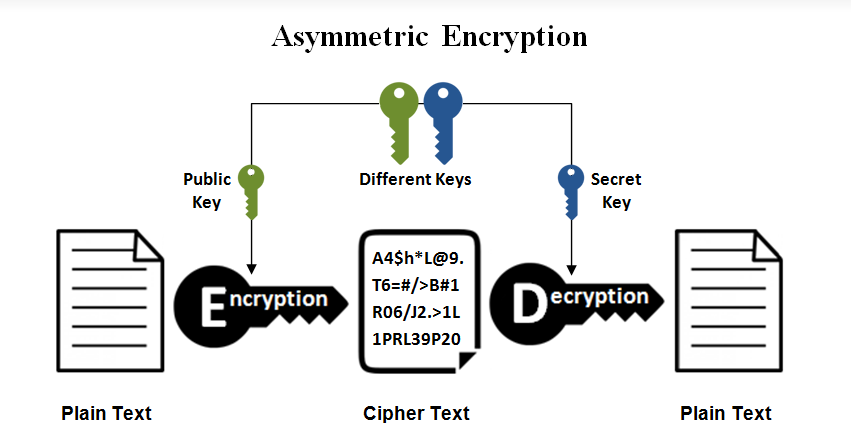 Asymmetric Encryption
Public
Key
Different Keys
Secret
Key
A4$h*L@9.
T6=#/>B#1
R06/J2.>1L
1PRL39P20
Encryption
Decryption
Plain Text
Cipher Text
Plain Text